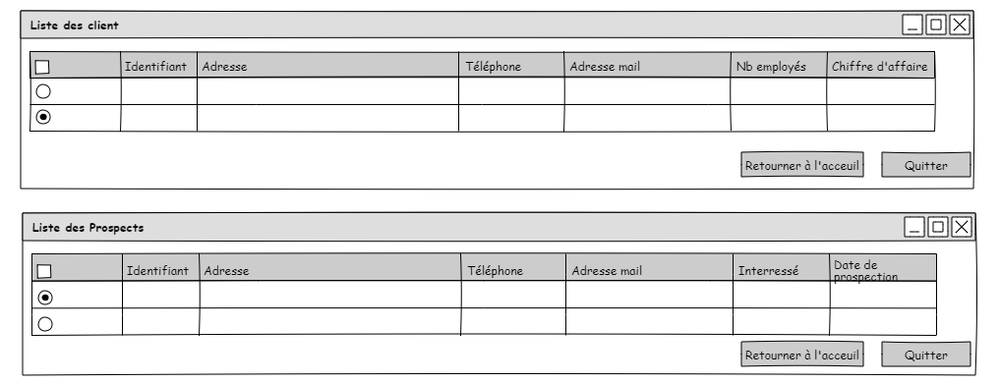 Liste des client
Identifiant Adresse Téléphone Adresse mail Nb employés Chiffre d'affaire
Retourner à l'acceuil Quitter
Liste des Prospects
Identifiant Adresse Téléphone Adresse mail Interressé Date de
prospection
Retourner à l'acceuil Quitter